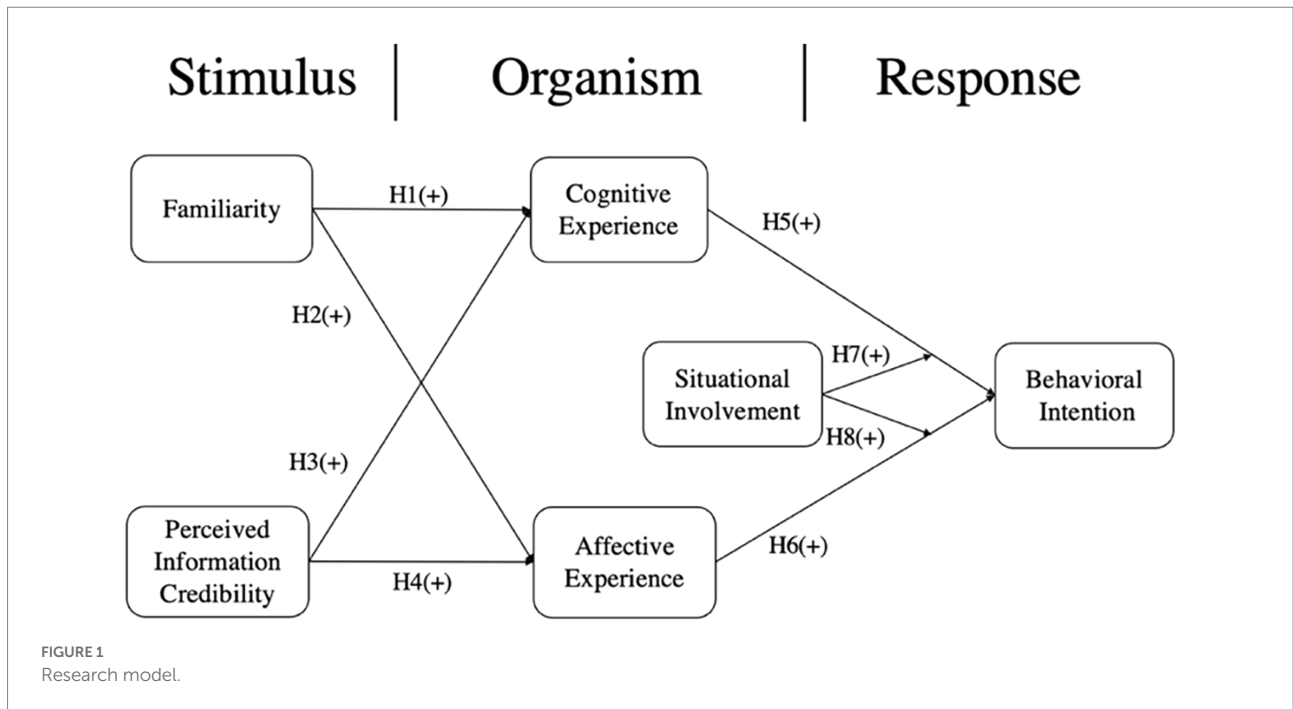 Stimulus
Organism
Response
Familiarity
H1(+)
Cognitive
Experience
H5(+)
H2(+)
H7(+)
Situational
Involvement
Behavioral
Intention
H8(+)
H3(+)
Perceived
Information
Credibility
H4(+)
Affective
Experience
H6(+)
FIGURE 1
Research model.